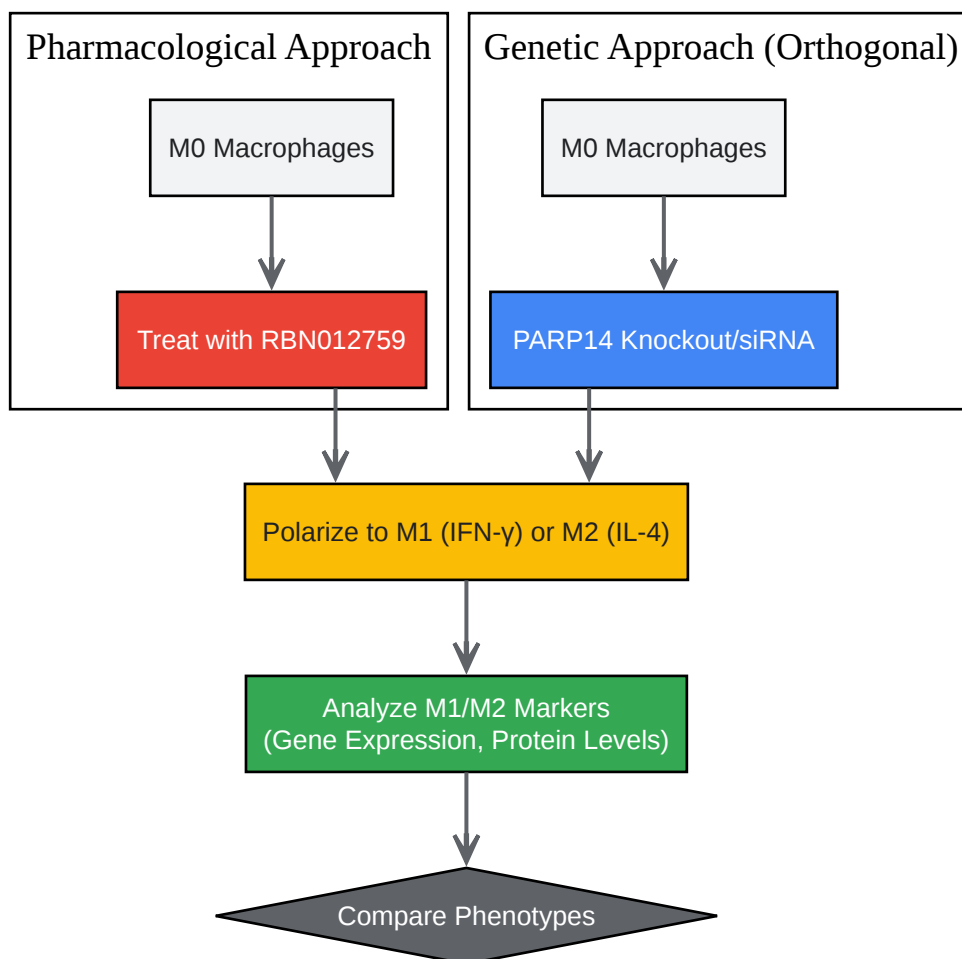 Pharmacological Approach
Genetic Approach (Orthogonal)
M0 Macrophages
M0 Macrophages
Treat with RBN012759
PARP14 Knockout/siRNA
Polarize to M1 (IFN-γ) or M2 (IL-4)
Analyze M1/M2 Markers
(Gene Expression, Protein Levels)
Compare Phenotypes